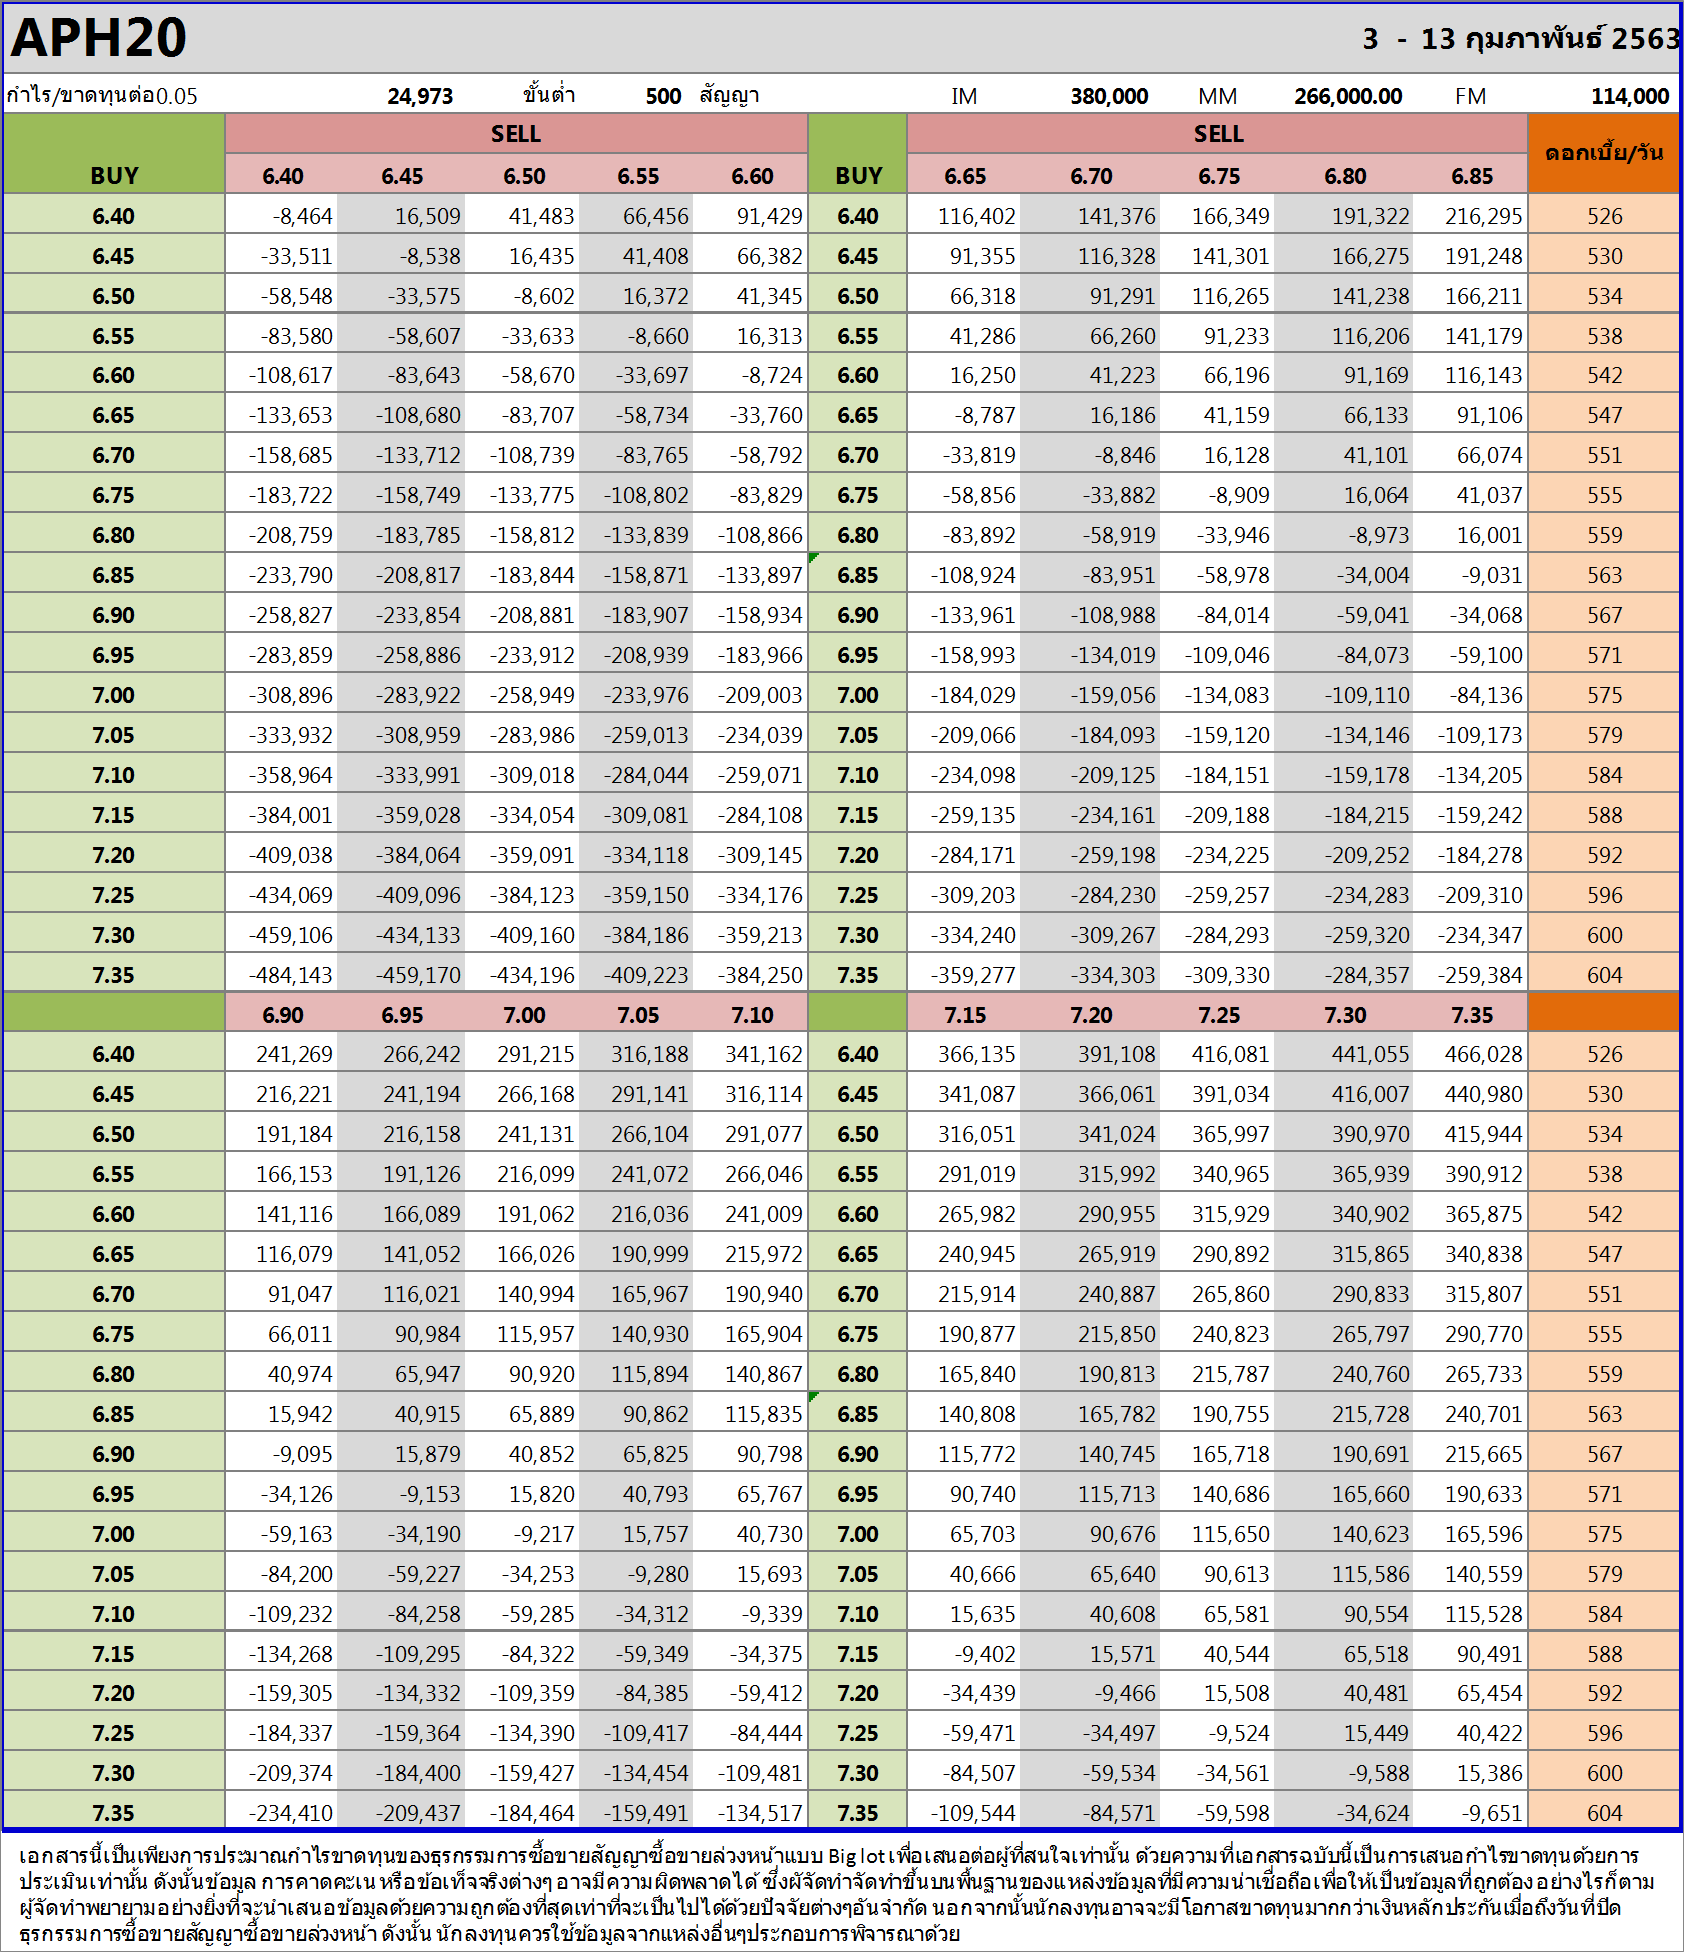 APH20 3 - 13 กุมภาพันธ์ 2563
กำไร/ขาดทุนต่อ0.05 24,973 ขั้นต่ำ 500 สัญญา IM 380,000 MM 266,000.00 FM 114,000
SELL SELL ดอกเบี้ย/วัน
BUY 6.40 6.45 6.50 6.55 6.60 BUY 6.65 6.70 6.75 6.80 6.85
6.40 -8,464 16,509 41,483 66,456 91,429 6.40 116,402 141,376 166,349 191,322 216,295 526
6.45 -33,511 -8,538 16,435 41,408 66,382 6.45 91,355 116,328 141,301 166,275 191,248 530
6.50 -58,548 -33,575 -8,602 16,372 41,345 6.50 66,318 91,291 116,265 141,238 166,211 534
6.55 -83,580 -58,607 -33,633 -8,660 16,313 6.55 41,286 66,260 91,233 116,206 141,179 538
6.60 -108,617 -83,643 -58,670 -33,697 -8,724 6.60 16,250 41,223 66,196 91,169 116,143 542
6.65 -133,653 -108,680 -83,707 -58,734 -33,760 6.65 -8,787 16,186 41,159 66,133 91,106 547
6.70 -158,685 -133,712 -108,739 -83,765 -58,792 6.70 -33,819 -8,846 16,128 41,101 66,074 551
6.75 -183,722 -158,749 -133,775 -108,802 -83,829 6.75 -58,856 -33,882 -8,909 16,064 41,037 555
6.80 -208,759 -183,785 -158,812 -133,839 -108,866 6.80 -83,892 -58,919 -33,946 -8,973 16,001 559
6.85 -233,790 -208,817 -183,844 -158,871 -133,897 6.85 -108,924 -83,951 -58,978 -34,004 -9,031 563
6.90 -258,827 -233,854 -208,881 -183,907 -158,934 6.90 -133,961 -108,988 -84,014 -59,041 -34,068 567
6.95 -283,859 -258,886 -233,912 -208,939 -183,966 6.95 -158,993 -134,019 -109,046 -84,073 -59,100 571
7.00 -308,896 -283,922 -258,949 -233,976 -209,003 7.00 -184,029 -159,056 -134,083 -109,110 -84,136 575
7.05 -333,932 -308,959 -283,986 -259,013 -234,039 7.05 -209,066 -184,093 -159,120 -134,146 -109,173 579
7.10 -358,964 -333,991 -309,018 -284,044 -259,071 7.10 -234,098 -209,125 -184,151 -159,178 -134,205 584
7.15 -384,001 -359,028 -334,054 -309,081 -284,108 7.15 -259,135 -234,161 -209,188 -184,215 -159,242 588
7.20 -409,038 -384,064 -359,091 -334,118 -309,145 7.20 -284,171 -259,198 -234,225 -209,252 -184,278 592
7.25 -434,069 -409,096 -384,123 -359,150 -334,176 7.25 -309,203 -284,230 -259,257 -234,283 -209,310 596
7.30 -459,106 -434,133 -409,160 -384,186 -359,213 7.30 -334,240 -309,267 -284,293 -259,320 -234,347 600
7.35 -484,143 -459,170 -434,196 -409,223 -384,250 7.35 -359,277 -334,303 -309,330 -284,357 -259,384 604
6.90 6.95 7.00 7.05 7.10 7.15 7.20 7.25 7.30 7.35
6.40 241,269 266,242 291,215 316,188 341,162 6.40 366,135 391,108 416,081 441,055 466,028 526
6.45 216,221 241,194 266,168 291,141 316,114 6.45 341,087 366,061 391,034 416,007 440,980 530
6.50 191,184 216,158 241,131 266,104 291,077 6.50 316,051 341,024 365,997 390,970 415,944 534
6.55 166,153 191,126 216,099 241,072 266,046 6.55 291,019 315,992 340,965 365,939 390,912 538
6.60 141,116 166,089 191,062 216,036 241,009 6.60 265,982 290,955 315,929 340,902 365,875 542
6.65 116,079 141,052 166,026 190,999 215,972 6.65 240,945 265,919 290,892 315,865 340,838 547
6.70 91,047 116,021 140,994 165,967 190,940 6.70 215,914 240,887 265,860 290,833 315,807 551
6.75 66,011 90,984 115,957 140,930 165,904 6.75 190,877 215,850 240,823 265,797 290,770 555
6.80 40,974 65,947 90,920 115,894 140,867 6.80 165,840 190,813 215,787 240,760 265,733 559
6.85 15,942 40,915 65,889 90,862 115,835 6.85 140,808 165,782 190,755 215,728 240,701 563
6.90 -9,095 15,879 40,852 65,825 90,798 6.90 115,772 140,745 165,718 190,691 215,665 567
6.95 -34,126 -9,153 15,820 40,793 65,767 6.95 90,740 115,713 140,686 165,660 190,633 571
7.00 -59,163 -34,190 -9,217 15,757 40,730 7.00 65,703 90,676 115,650 140,623 165,596 575
7.05 -84,200 -59,227 -34,253 -9,280 15,693 7.05 40,666 65,640 90,613 115,586 140,559 579
7.10 -109,232 -84,258 -59,285 -34,312 -9,339 7.10 15,635 40,608 65,581 90,554 115,528 584
7.15 -134,268 -109,295 -84,322 -59,349 -34,375 7.15 -9,402 15,571 40,544 65,518 90,491 588
7.20 -159,305 -134,332 -109,359 -84,385 -59,412 7.20 -34,439 -9,466 15,508 40,481 65,454 592
7.25 -184,337 -159,364 -134,390 -109,417 -84,444 7.25 -59,471 -34,497 -9,524 15,449 40,422 596
7.30 -209,374 -184,400 -159,427 -134,454 -109,481 7.30 -84,507 -59,534 -34,561 -9,588 15,386 600
7.35 -234,410 -209,437 -184,464 -159,491 -134,517 7.35 -109,544 -84,571 -59,598 -34,624 -9,651 604
เอกสารนี้เป็นเพียงการประมาณกำไรขาดทุนของธุรกรรมการซื้อขายสัญญาซื้อขายล่วงหน้าแบบ Big lot เพื่อเสนอต่อผู้ที่สนใจเท่านั้น ด้วยความที่เอกสารฉบับนี้เป็นการเสนอกำไรขาดทุนด้วยการ
ประเมินเท่านั้น ดังนั้นข้อมูล การคาดคะเน หรือข้อเท็จจริงต่างๆ อาจมีความผิดพลาดได้ ซึ่งผู้จัดทำจัดทำขึ้นบนพื้นฐานของแหล่งข้อมูลที่มีความน่าเชื่อถือเพื่อให้เป็นข้อมูลที่ถูกต้อง อย่างไรก็ตาม
ผู้จัดทำพยายามอย่างยิ่งที่จะนำเสนอข้อมูลด้วยความถูกต้องที่สุดเท่าที่จะเป็นไปได้ด้วยปัจจัยต่างๆอันจำกัด นอกจากนั้นนักลงทุนอาจจะมีโอกาสขาดทุนมากกว่าเงินหลักประกันเมื่อถึงวันที่ปิด
ธุรกรรมการซื้อขายสัญญาซื้อขายล่วงหน้า ดังนั้น นักลงทุนควรใช้ข้อมูลจากแหล่งอื่นๆประกอบการพิจารณาด้วย